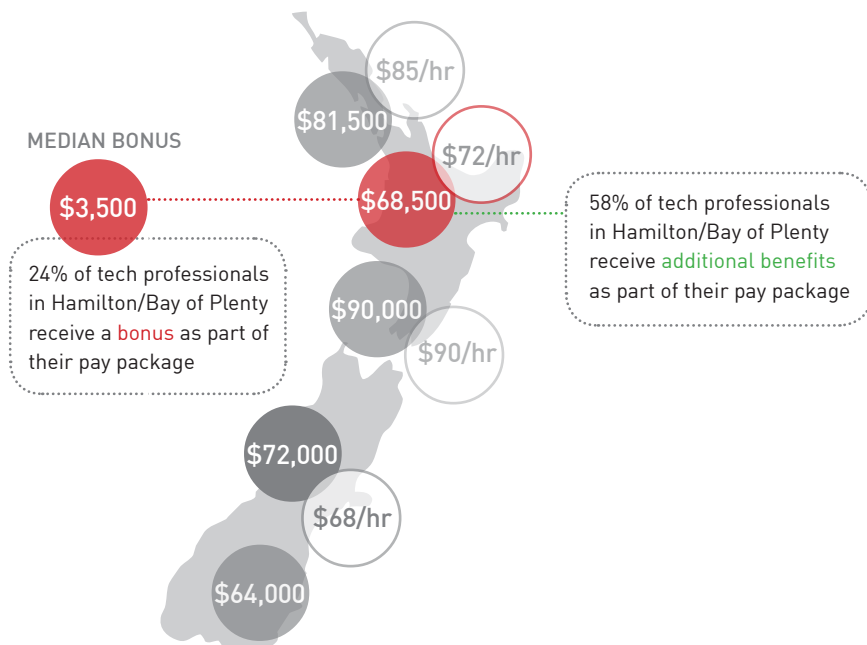 $85/hr
$81,500
MEDIAN BONUS
$72/hr
$3,500
$68,500
58% of tech professionals
in Hamilton/Bay of Plenty
receive additional benefits
as part of their pay package
24% of tech professionals
in Hamilton/Bay of Plenty
receive a bonus as part of
their pay package
$90,000
$90/hr
$72,000
$68/hr
$64,000